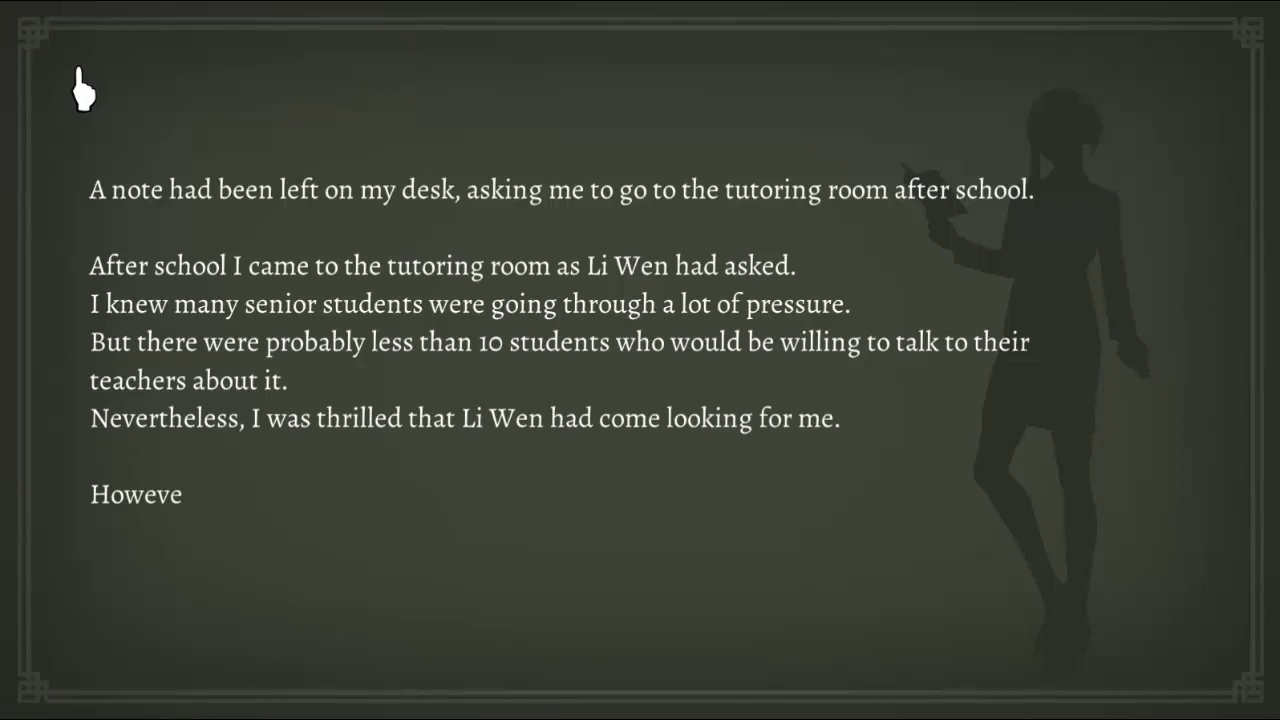 A note had been left on my desk, asking me to go to the tutoring room after school.
After school I came to the tutoring room as Li Wen had asked.
I knew many senior students were going through a lot of pressure.
But there were probably less than 10 students who would be willing to talk to their
teachers about it.
Nevertheless, I was thrilled that Li Wen had come looking for me.
Howeve